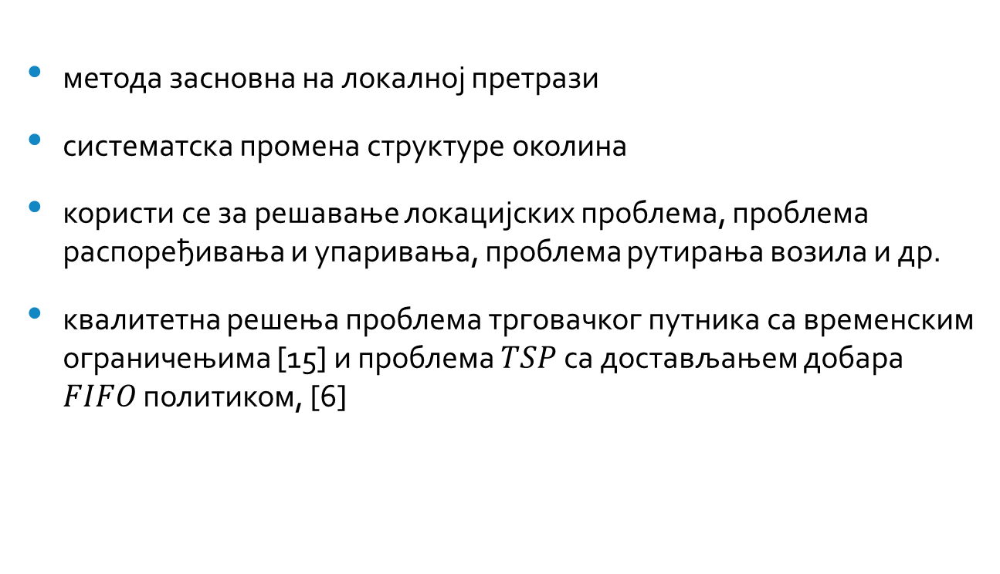 • метода засновна на локалној претрази
• систематска промена структуре околина
• користи се за решавање локацијских проблема, проблема
распоређивања и упаривања, проблема рутирања возила и др.
• квалитетна решења проблема трговачког путника са временским
ограничењима [15] и проблема TSP са достављањем добара
FIFO политиком, [6]